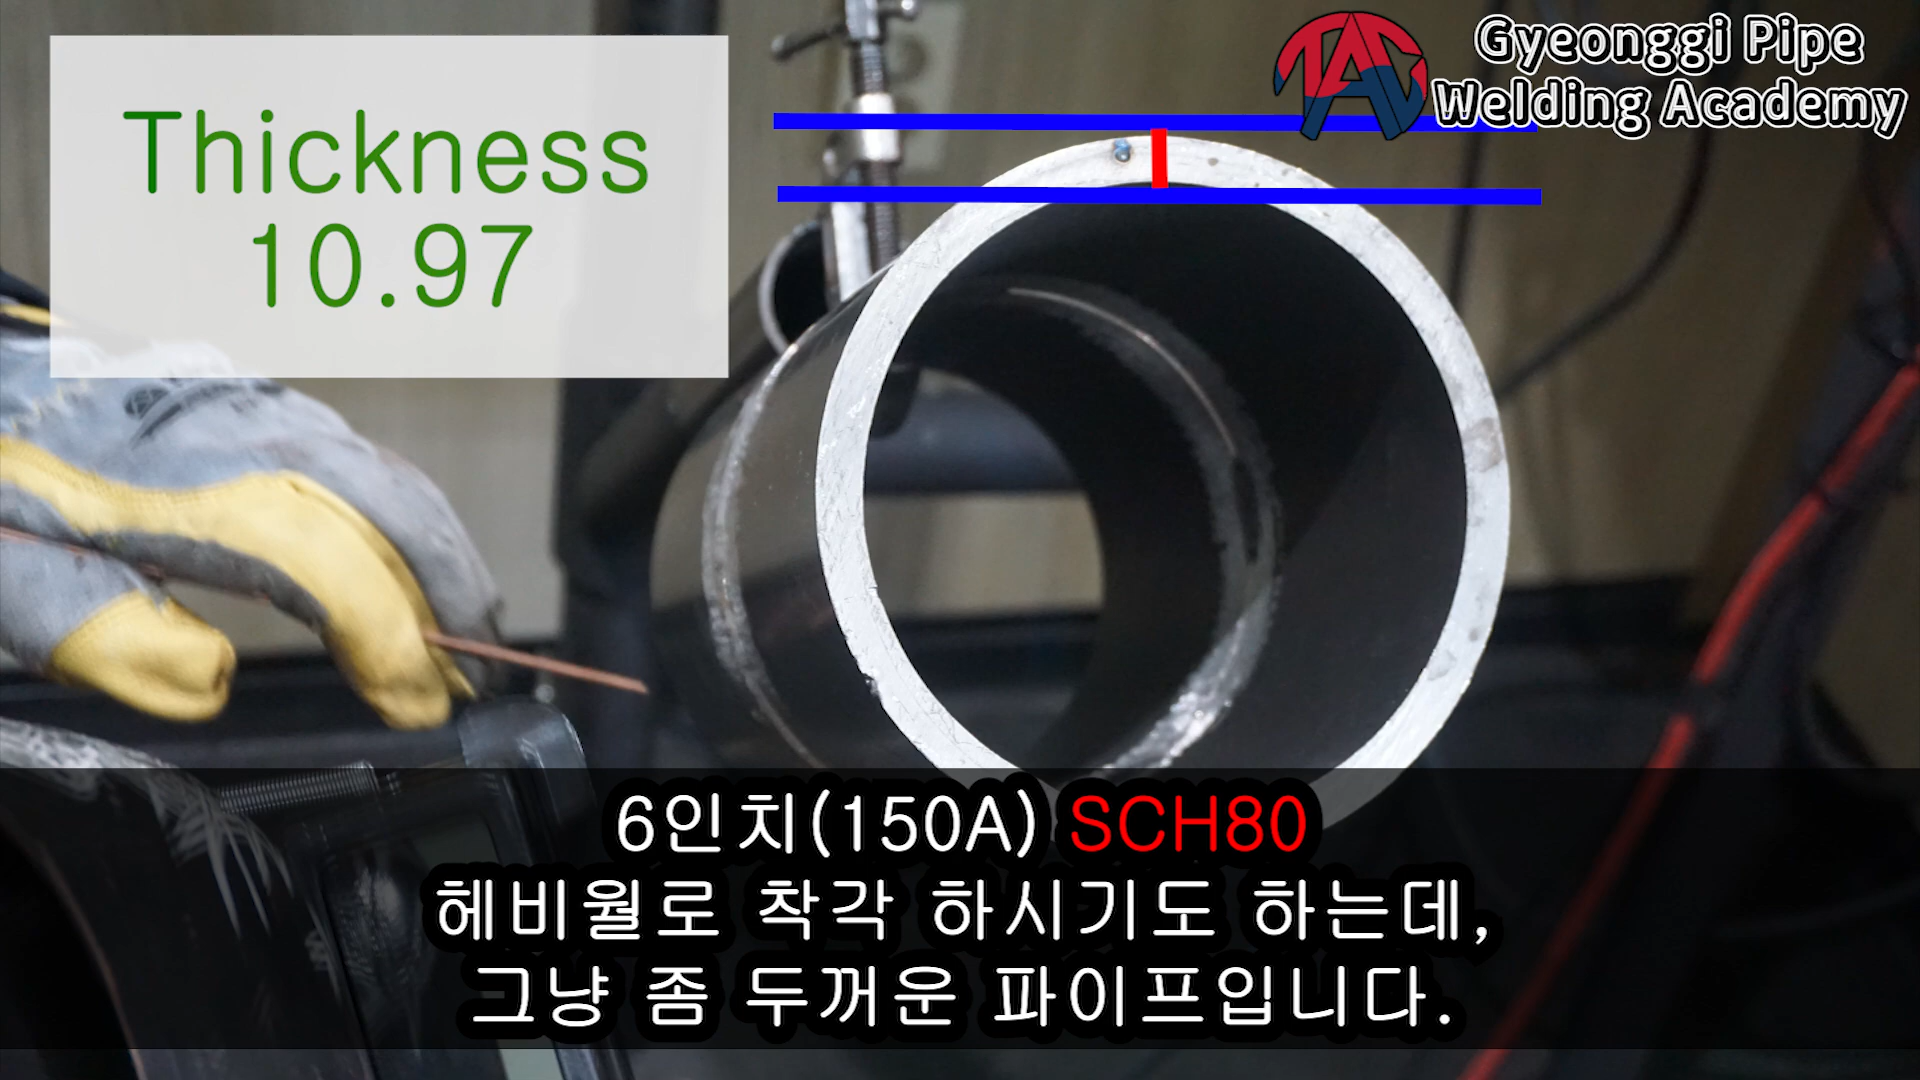 Thickness
10.97
Gyeonggi Pipe
Welding Academy
6인치(150A) SCH80
헤비월로 착각 하시기도 하는데,
그냥 좀 두꺼운 파이프입니다.